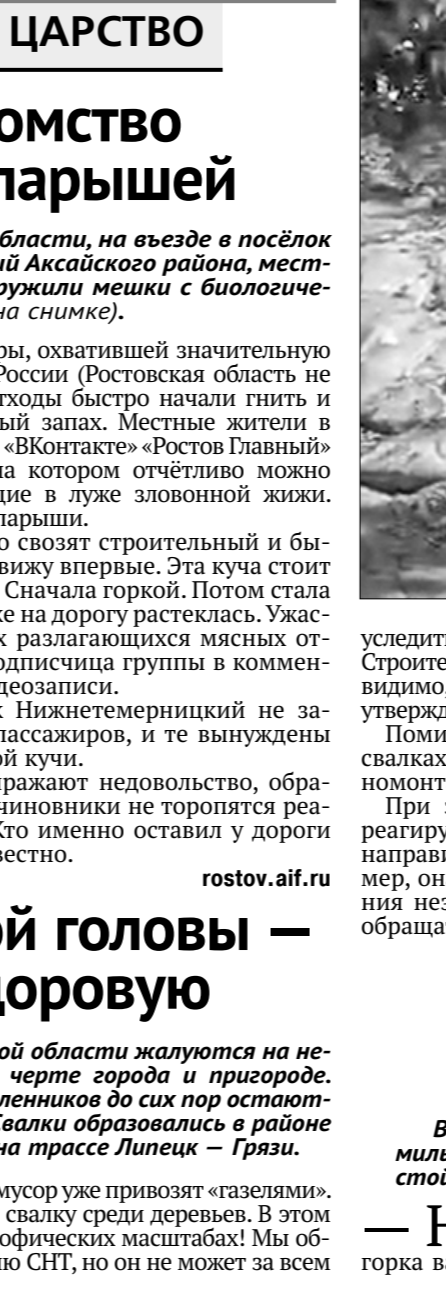 ЦАРСТВО
омство
парышей
бласти, на въезде в посёлок
ий Аксайского района, мест-
ружили мешки с биологиче-
на снимке).
ры, охватившей значительную
России (Ростовская область не
тходы быстро начали гнить и
ый запах. Местные жители в
«ВКонтакте» «Ростов Главный»
на котором отчётливо можно
щие в луже зловонной жижи.
парыши.
о свозят строительный и бы-
вижу впервые. Эта куча стоит
Сначала горкой. Потом стала
же на дорогу растеклась. Ужас-
х разлагающихся мясных от-
одписчица группы в коммен-
деозаписи.
к Нижнетемерницкий не за-
пассажиров, и те вынуждены
ой кучи.
ыражают недовольство, обра-
чиновники не торопятся реа-
Кто именно оставил у дороги
вестно.
rostov.aif.ru
ой головы —
доровую
ой области жалуются на не-
черте города и пригороде.
ленников до сих пор остают-
Свалки образовались в районе
на трассе Липецк — Грязи.
мусор уже привозят «газелями».
свалку среди деревьев. В этом
рофических масштабах! Мы об-
ию СНТ, но он не может за всем
уследить
Строите
видимо,
утвержд
Поми
свалках
номонт
При з
реагиру
направи
мер, он
ния нез
обраща
В
миль
стой
— Н
горка ва